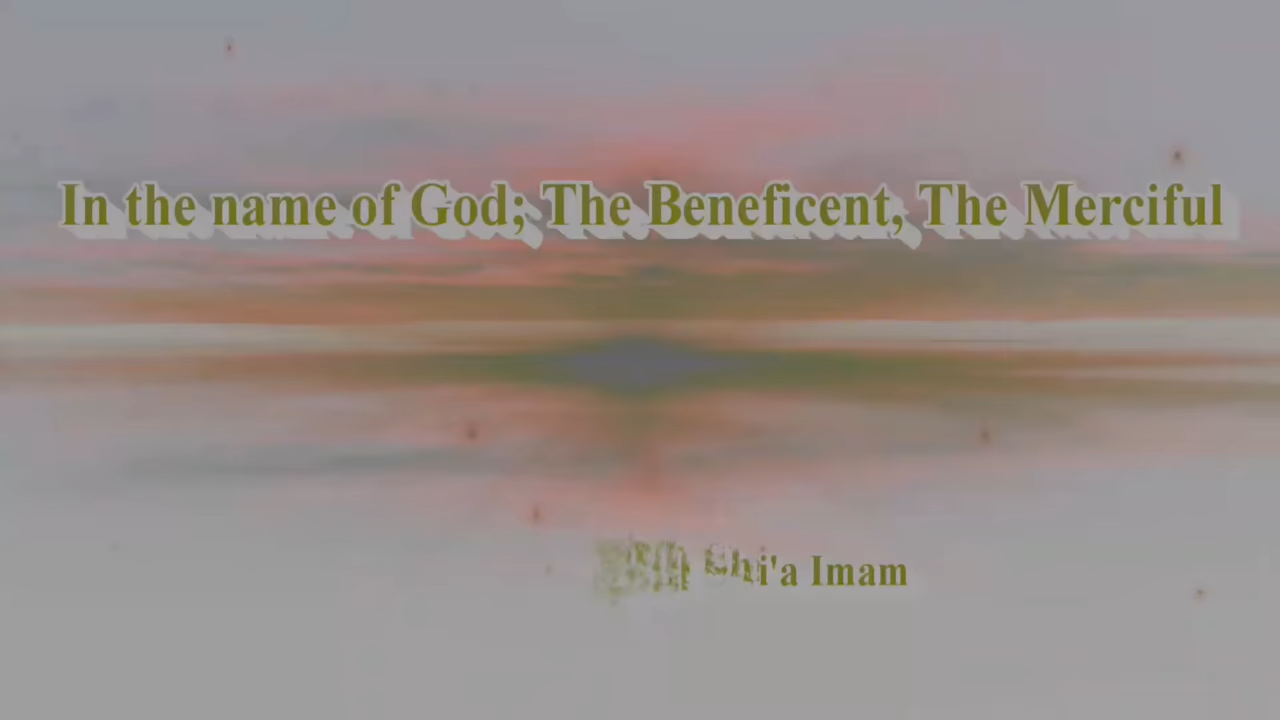 In the name of God; The Beneficent, The Merciful
Shi'a Imam